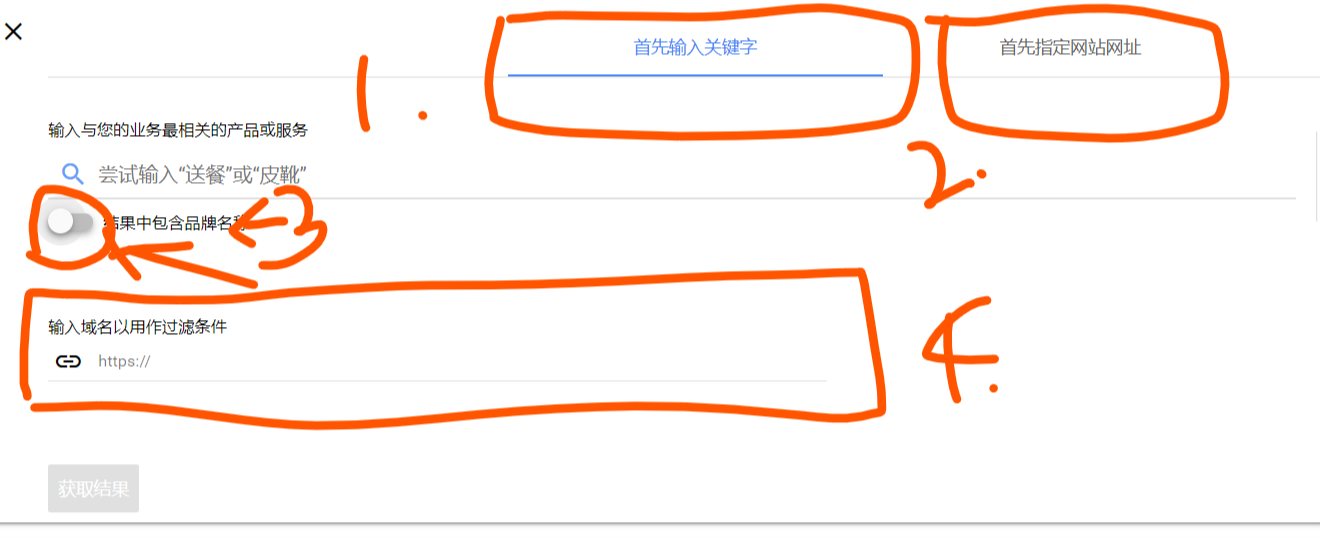 首先输入关键字
首先指定网站网址
1.
输入与您的业务最相关的产品或服务
尝试输入“送餐”或“皮靴”
2.
结果中包含品牌名称
3
输入域名以用作过滤条件
https://
4.
获取结果